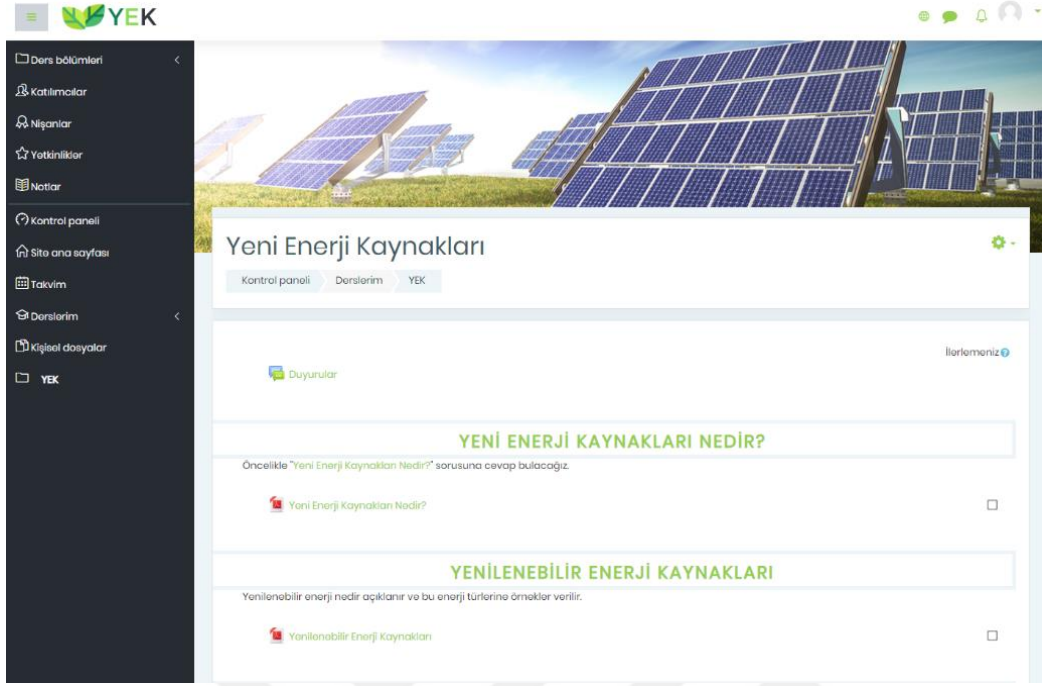 YEK
Ders bölümleri
Katılımcılar
Nişanlar
Yetkinlikler
Notlar
Kontrol paneli
Site ana sayfası
Takvim
Derslerim
Kişisel dosyalar
YEK
Yeni Enerji Kaynakları
Kontrol paneli Derslerim YEK
İlerlemeniz
Duyurular
YENİ ENERJİ KAYNAKLARI NEDİR?
Öncelikle "Yeni Enerji Kaynakları Nedir?" sorusuna cevap bulacağız.
Yeni Enerji Kaynakları Nedir?
YENİLENEBİLİR ENERJİ KAYNAKLARI
Yenilenebilir enerji nedir açıklanır ve bu enerji türlerine örnekler verilir.
Yenilenebilir Enerji Kaynakları